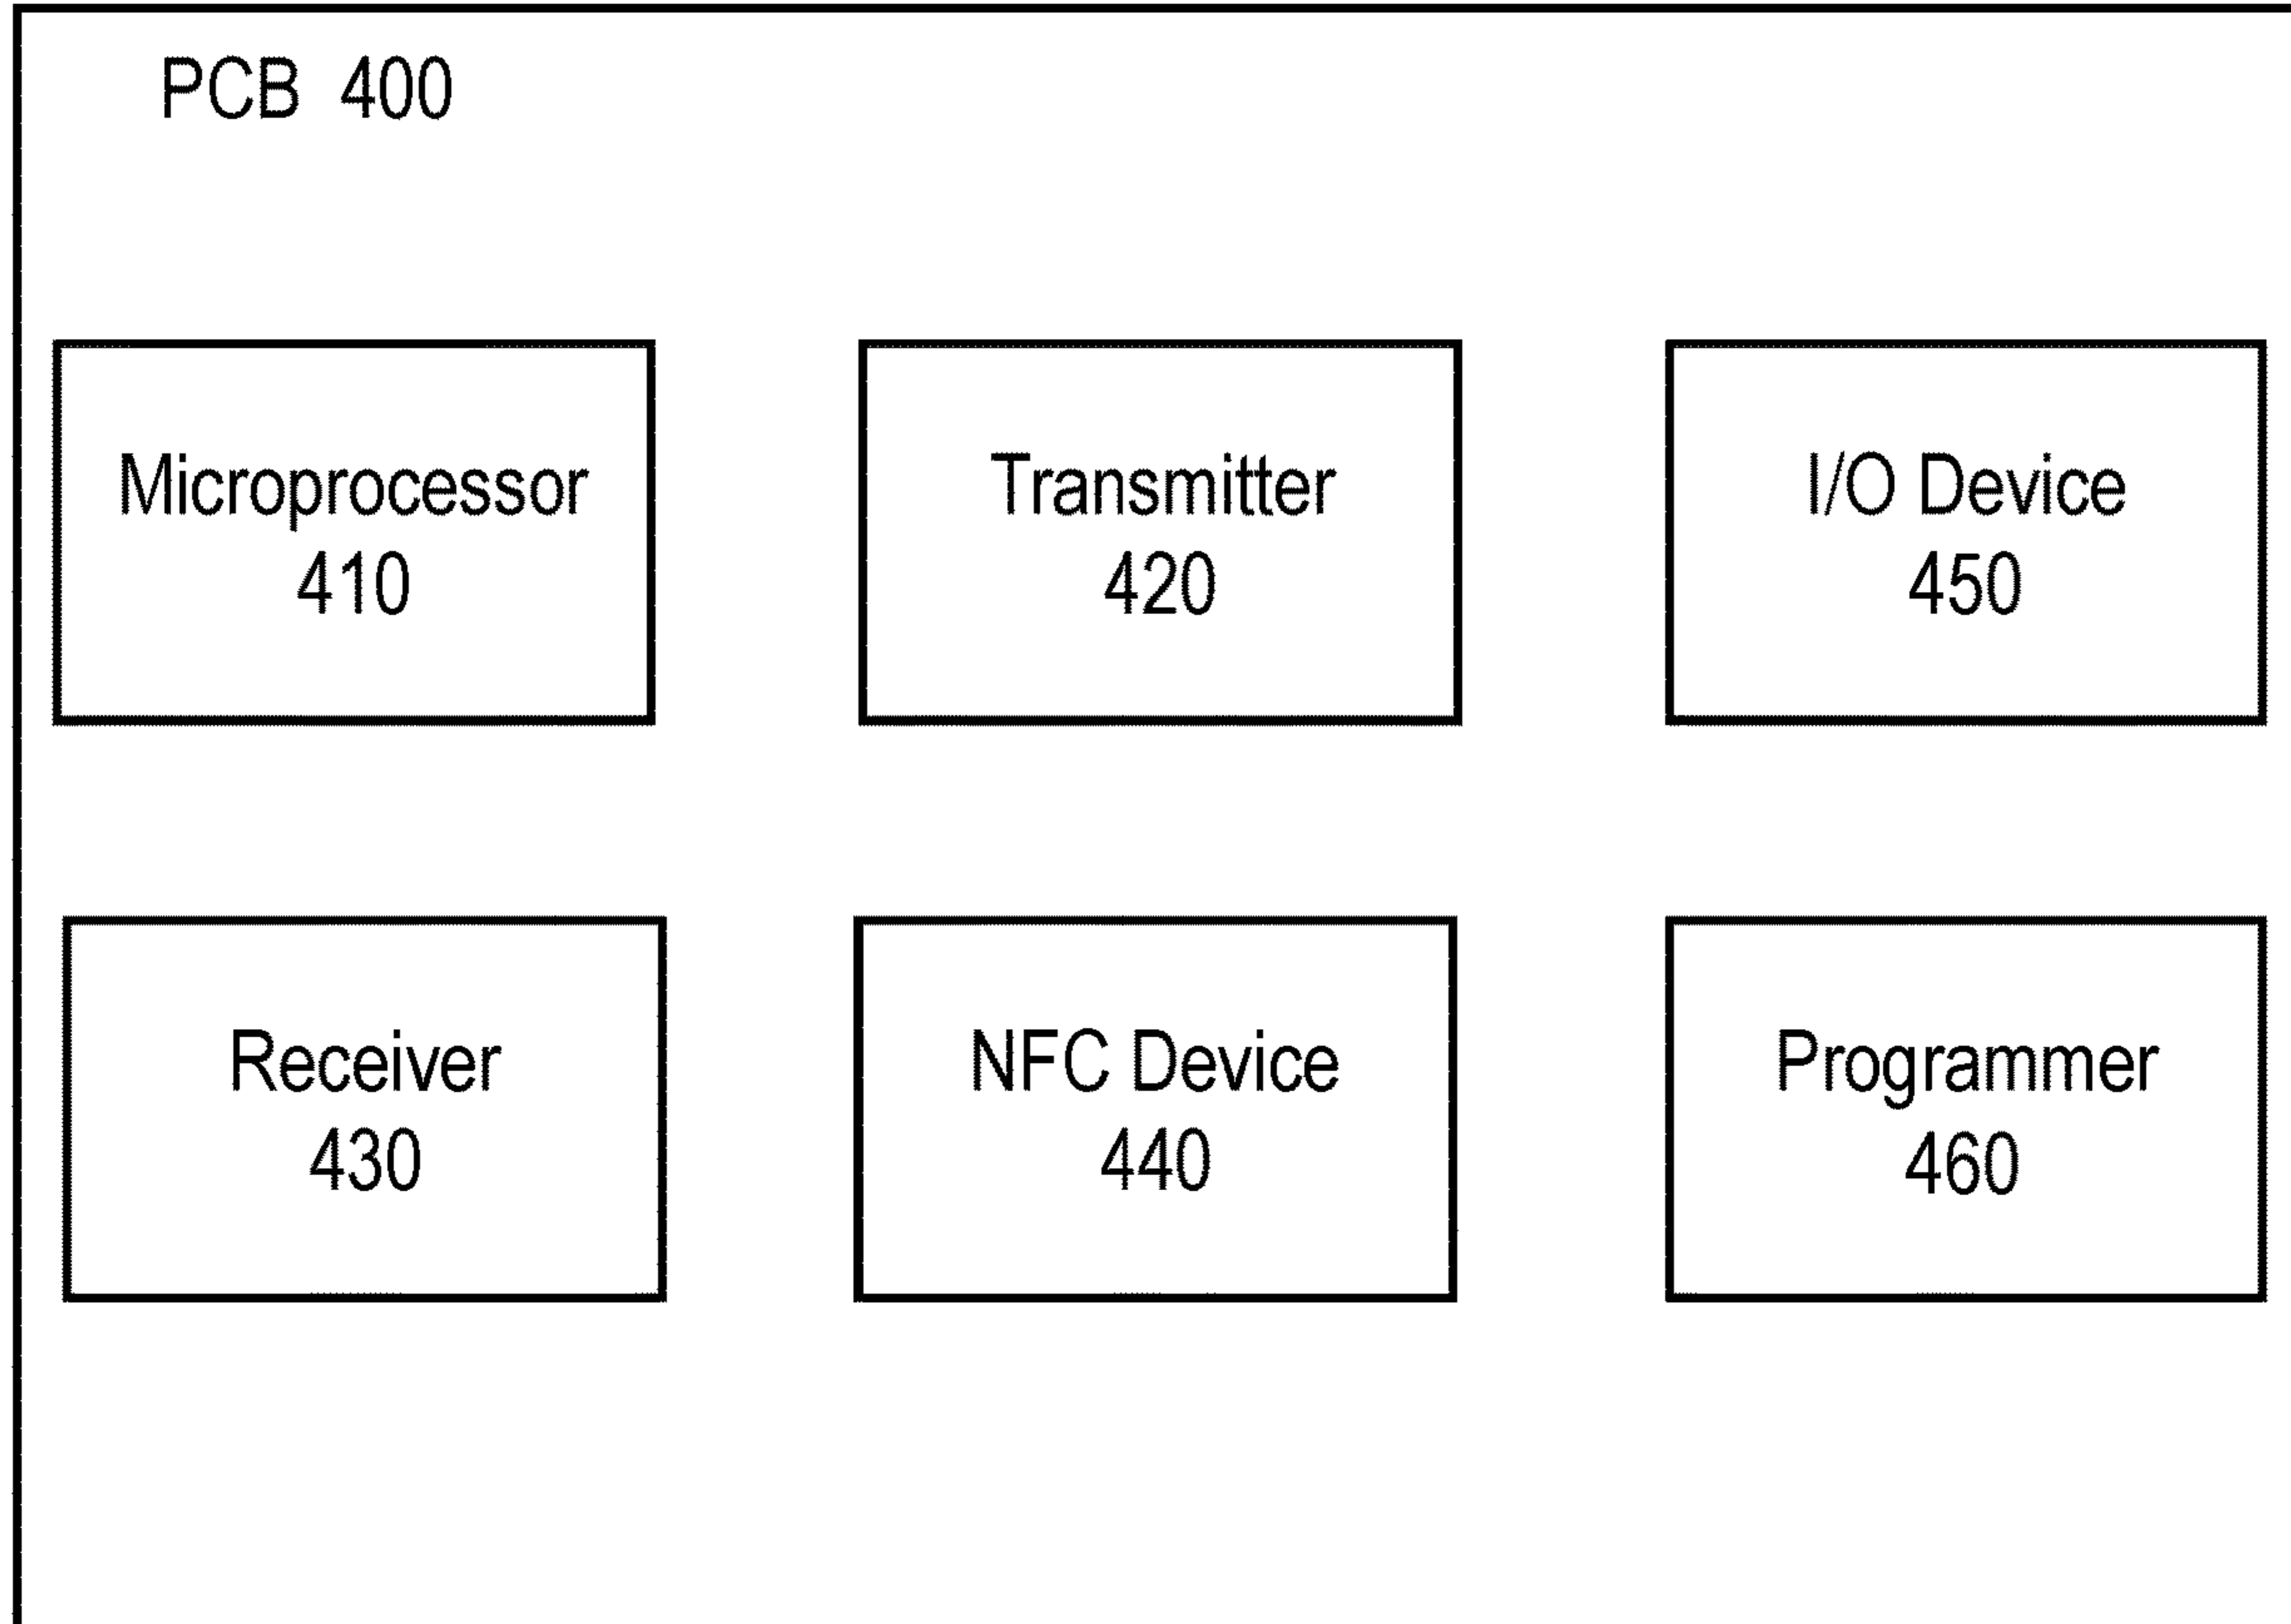 PCB 400
Microprocessor
410
Transmitter
420
I/O Device
450
Receiver
430
NFC Device
440
Programmer
460